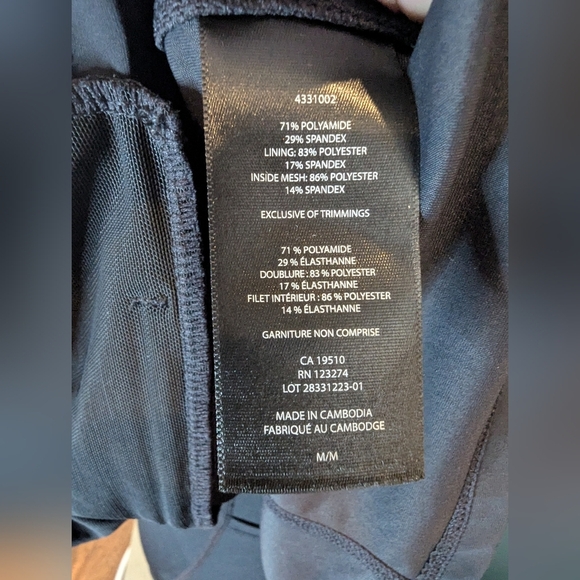 4331002
71% POLYAMIDE
29% SPANDEX
LINING: 83% POLYESTER
17% SPANDEX
INSIDE MESH: 86% POLYESTER
14% SPANDEX
EXCLUSIVE OF TRIMMINGS
71 % POLYAMIDE
29 % ÉLASTHANNE
DOUBLURE : 83 % POLYESTER
17 % ÉLASTHANNE
FILET INTÉRIEUR : 86 % POLYESTER
14 % ÉLASTHANNE
GARNITURE NON COMPRISE
CA 19510
RN 123274
LOT 28331223-01
MADE IN CAMBODIA
FABRIQUÉ AU CAMBODGE
M/M